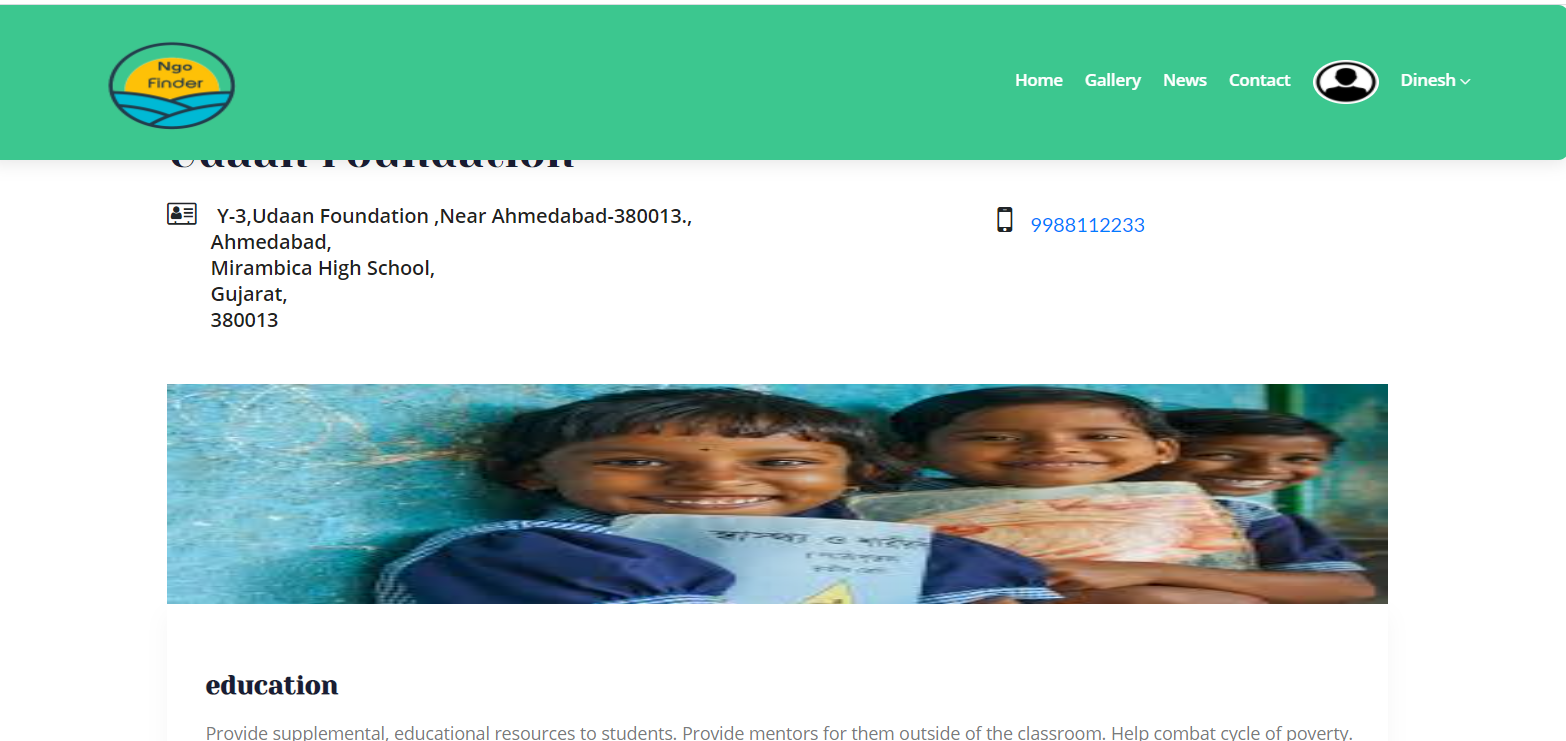 Ngo
Finder
Home Gallery News Contact Dinesh
Udaan Foundation
Y-3,Udaan Foundation ,Near Ahmedabad-380013.,
Ahmedabad,
Mirambica High School,
Gujarat,
380013
9988112233
স্বাস্থ্য ও
education
Provide supplemental, educational resources to students. Provide mentors for them outside of the classroom. Help combat cycle of poverty.